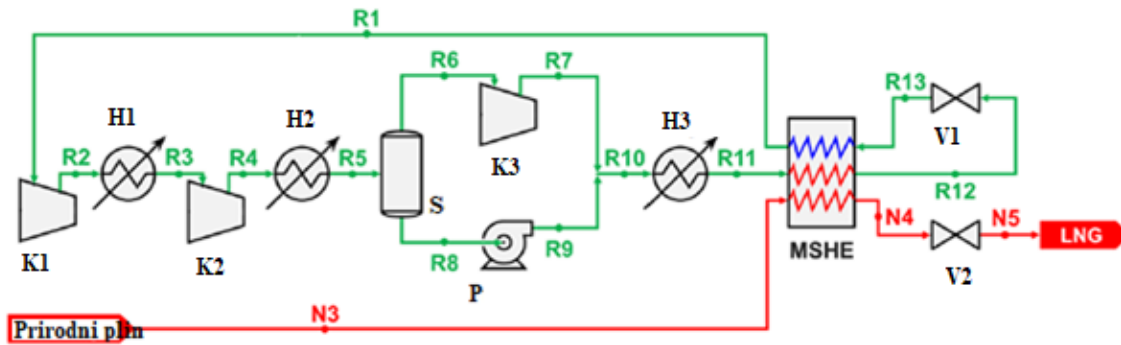 R1
R6
R7
H1
H2
H3
R13
V1
R2
R3
R4
R5
K3
R10
R11
R12
S
R8
R9
P
K1
K2
MSHE
N4
N5
LNG
V2
N3
Prirodni plin